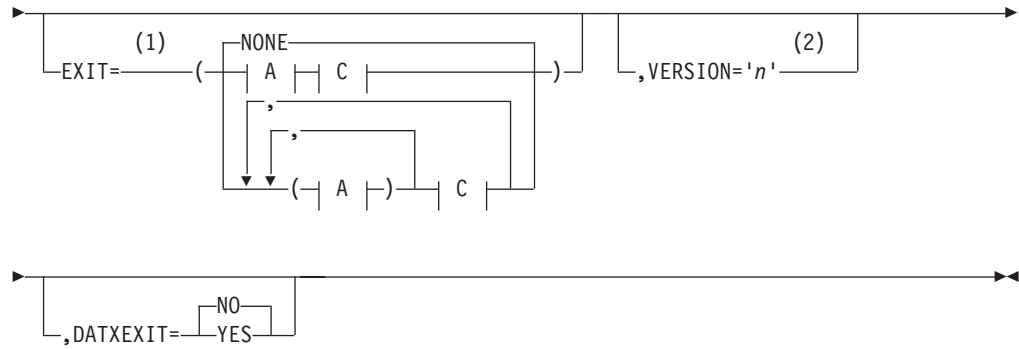 (1) NONE (2)
EXIT= ( A C ) ,VERSION='n'
,
,
( A ) C
NO
,DATXEXIT= YES